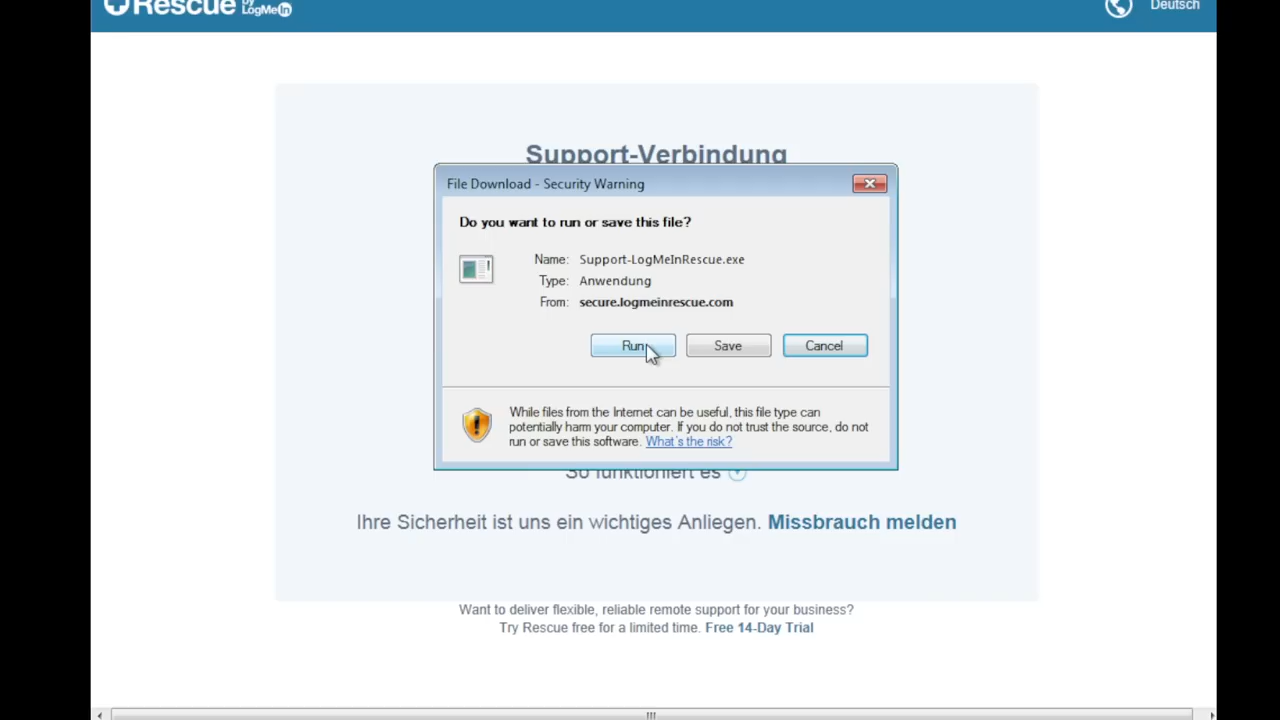 Rescue by LogMeIn
Deutsch
Support-Verbindung
File Download - Security Warning
Do you want to run or save this file?
Name: Support-LogMeInRescue.exe
Type: Anwendung
From: secure.logmeinrescue.com
Run Save Cancel
While files from the Internet can be useful, this file type can
potentially harm your computer. If you do not trust the source, do not
run or save this software. What's the risk?
So funktioniert es
Ihre Sicherheit ist uns ein wichtiges Anliegen. Missbrauch melden
Want to deliver flexible, reliable remote support for your business?
Try Rescue free for a limited time. Free 14-Day Trial